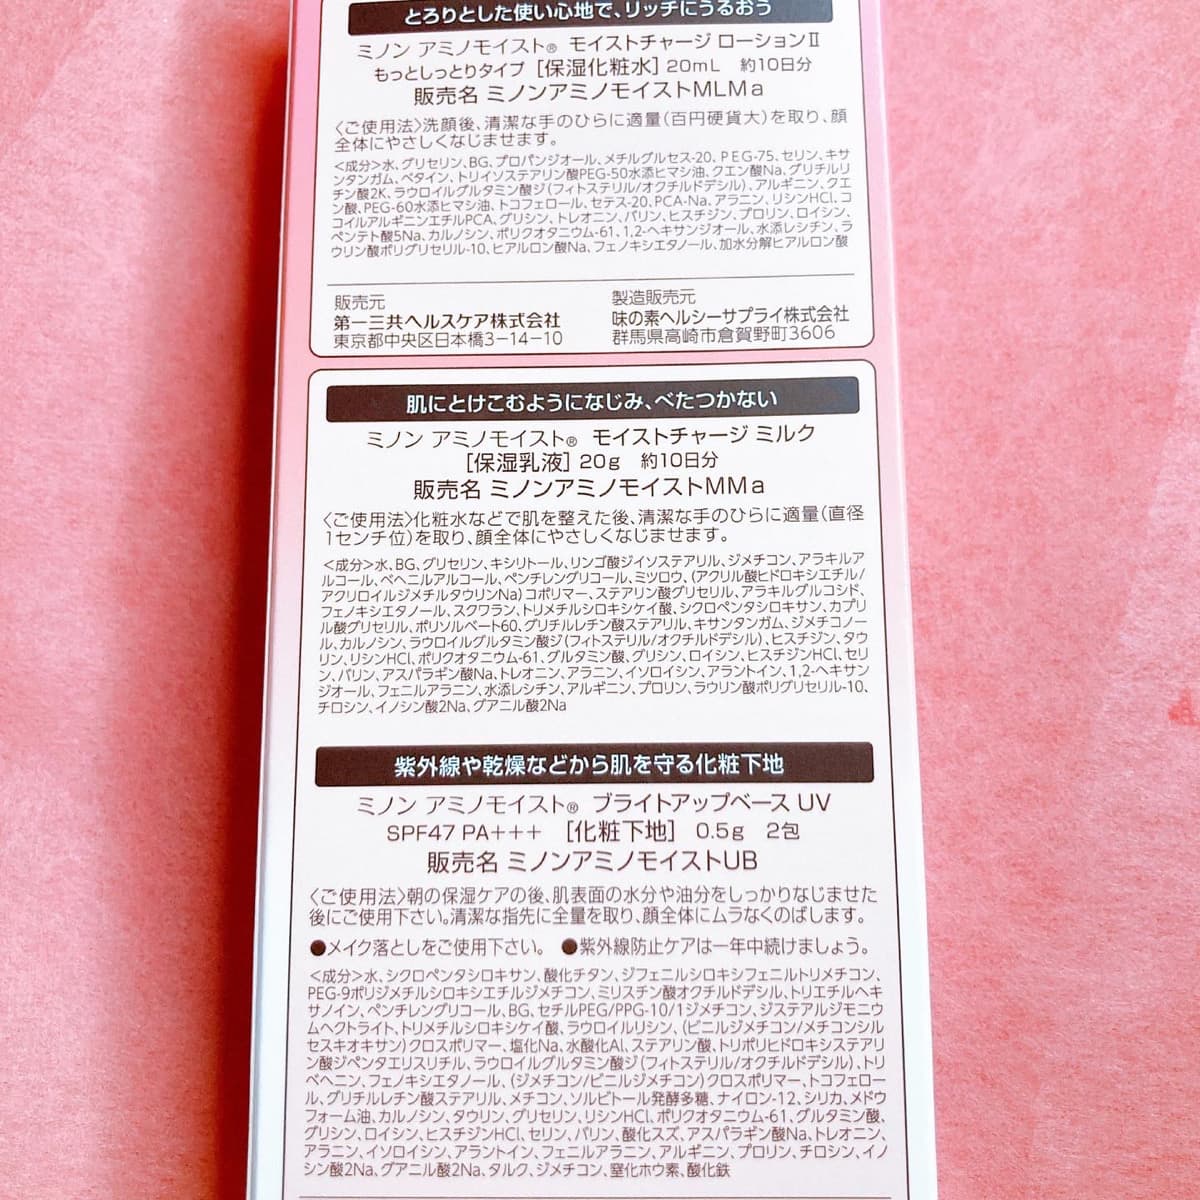 とろりとした使い心地で、リッチにうるおう
ミノン アミノモイスト® モイストチャージ ローションⅡ
もっとしっとりタイプ [保湿化粧水] 20mL 約10日分
販売名 ミノンアミノモイストMLMa
〈ご使用法〉洗顔後、清潔な手のひらに適量(百円硬貨大)を取り、顔
全体にやさしくなじませます。
<成分>水、グリセリン、BG、プロパンジオール、メチルグルセス-20、PEG-75、セリン、キサ
ンタンガム、ベタイン、トリイソステアリン酸PEG-50水添ヒマシ油、クエン酸Na、グリチルリ
チン酸2K、ラウロイルグルタミン酸ジ(フィトステリル/オクチルドデシル)、アルギニン、クエ
ン酸、PEG-60水添ヒマシ油、トコフェロール、セテス-20、PCA-Na、アラニン、リシンHCl、コ
コイルアルギニンエチルPCA、グリシン、トレオニン、バリン、ヒスチジン、プロリン、ロイシン、
ペンテト酸5Na、カルノシン、ポリクオタニウム-61、1,2-ヘキサンジオール、水添レシチン、ラ
ウリン酸ポリグリセリル-10、ヒアルロン酸Na、フェノキシエタノール、加水分解ヒアルロン酸
販売元
第一三共ヘルスケア株式会社
東京都中央区日本橋3-14-10
製造販売元
味の素ヘルシーサプライ株式会社
群馬県高崎市倉賀野町3606
肌にとけこむようになじみ、べたつかない
ミノン アミノモイスト® モイストチャージ ミルク
[保湿乳液] 20g 約10日分
販売名 ミノンアミノモイストMMa
〈ご使用法〉化粧水などで肌を整えた後、清潔な手のひらに適量(直径
1センチ位)を取り、顔全体にやさしくなじませます。
<成分>水、BG、グリセリン、キシリトール、リンゴ酸ジイソステアリル、ジメチコン、アラキルア
ルコール、ベヘニルアルコール、ペンチレングリコール、ミツロウ、(アクリル酸ヒドロキシエチル/
アクリロイルジメチルタウリンNa)コポリマー、ステアリン酸グリセリル、アラキルグルコシド、
フェノキシエタノール、スクワラン、トリメチルシロキシケイ酸、シクロペンタシロキサン、カプリ
ル酸グリセリル、ポリソルベート60、グリチルレチン酸ステアリル、キサンタンガム、ジメチコノー
ル、カルノシン、ラウロイルグルタミン酸ジ(フィトステリル/オクチルドデシル)、ヒスチジン、タウ
リン、リシンHCl、ポリクオタニウム-61、グルタミン酸、グリシン、ロイシン、ヒスチジンHCl、セリ
ン、バリン、アスパラギン酸Na、トレオニン、アラニン、イソロイシン、アラントイン、1,2-ヘキサン
ジオール、フェニルアラニン、水添レシチン、アルギニン、プロリン、ラウリン酸ポリグリセリル-10、
チロシン、イノシン酸2Na、グアニル酸2Na
紫外線や乾燥などから肌を守る化粧下地
ミノン アミノモイスト® ブライトアップベース UV
SPF47 PA+++ [化粧下地] 0.5g 2包
販売名 ミノンアミノモイストUB
〈ご使用法〉朝の保湿ケアの後、肌表面の水分や油分をしっかりなじませた
後にご使用下さい。清潔な指先に全量を取り、顔全体にムラなくのばします。
●メイク落としをご使用下さい。 ●紫外線防止ケアは一年中続けましょう。
<成分>水、シクロペンタシロキサン、酸化チタン、ジフェニルシロキシフェニルトリメチコン、
PEG-9ポリジメチルシロキシエチルジメチコン、ミリスチン酸オクチルドデシル、トリエチルヘキ
サノイン、ペンチレングリコール、BG、セチルPEG/PPG-10/1ジメチコン、ジステアルジモニウ
ムヘクトライト、トリメチルシロキシケイ酸、ラウロイルリシン、(ビニルジメチコン/メチコンシル
セスキオキサン)クロスポリマー、塩化Na、水酸化Al、ステアリン酸、トリポリヒドロキシステアリ
ン酸ジペンタエリスリチル、ラウロイルグルタミン酸ジ(フィトステリル/オクチルドデシル)、トリ
ベヘニン、フェノキシエタノール、(ジメチコン/ビニルジメチコン)クロスポリマー、トコフェロー
ル、グリチルレチン酸ステアリル、メチコン、ソルビトール発酵多糖、ナイロン-12、シリカ、メドウ
フォーム油、カルノシン、タウリン、グリセリン、リシンHCl、ポリクオタニウム-61、グルタミン酸、
グリシン、ロイシン、ヒスチジンHCl、セリン、バリン、酸化スズ、アスパラギン酸Na、トレオニン、
アラニン、イソロイシン、アラントイン、フェニルアラニン、アルギニン、プロリン、チロシン、イノ
シン酸2Na、グアニル酸2Na、タルク、ジメチコン、窒化ホウ素、酸化鉄